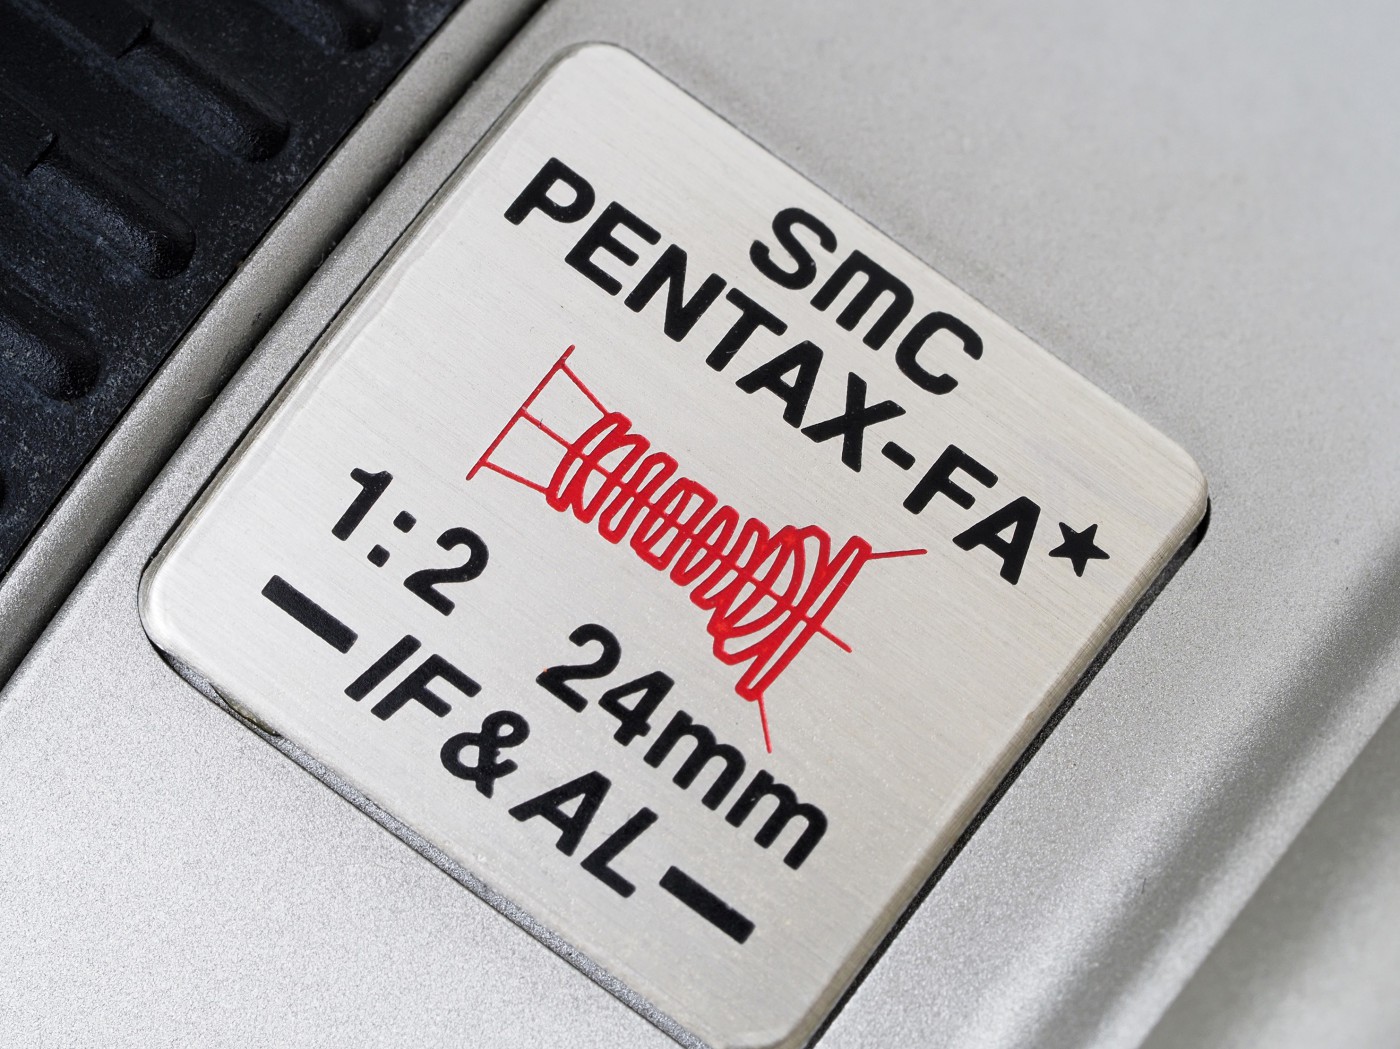 smc
PENTAX-FA★
1:2 24mm
—IF&AL—